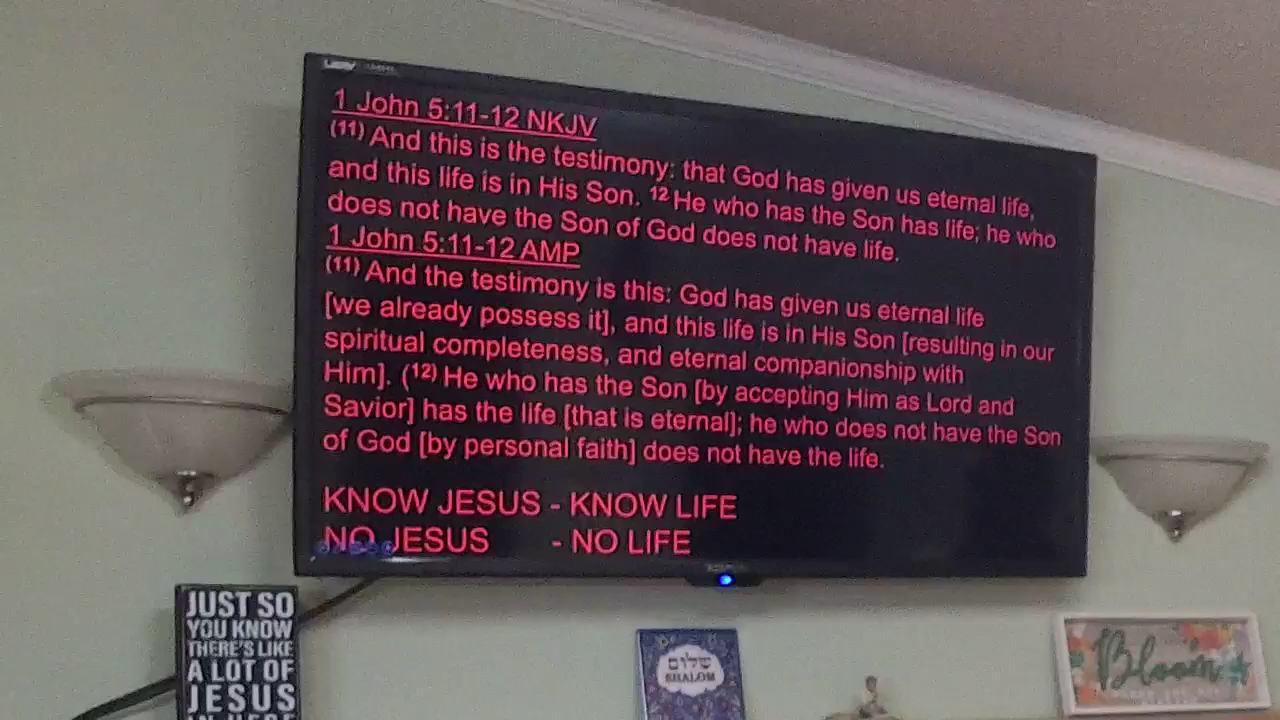 1 John 5:11-12 NKJV
(11) And this is the testimony: that God has given us eternal life,
and this life is in His Son. 12 He who has the Son has life; he who
does not have the Son of God does not have life.
1 John 5:11-12 AMP
(11) And the testimony is this: God has given us eternal life
[we already possess it], and this life is in His Son [resulting in our
spiritual completeness, and eternal companionship with
Him]. (12) He who has the Son [by accepting Him as Lord and
Savior] has the life [that is eternal]; he who does not have the Son
of God [by personal faith] does not have the life.
KNOW JESUS - KNOW LIFE
NO JESUS - NO LIFE
JUST SO
YOU KNOW
THERE'S LIKE
A LOT OF
JESUS
IN HERE
שלום
SHALOM
Bloom